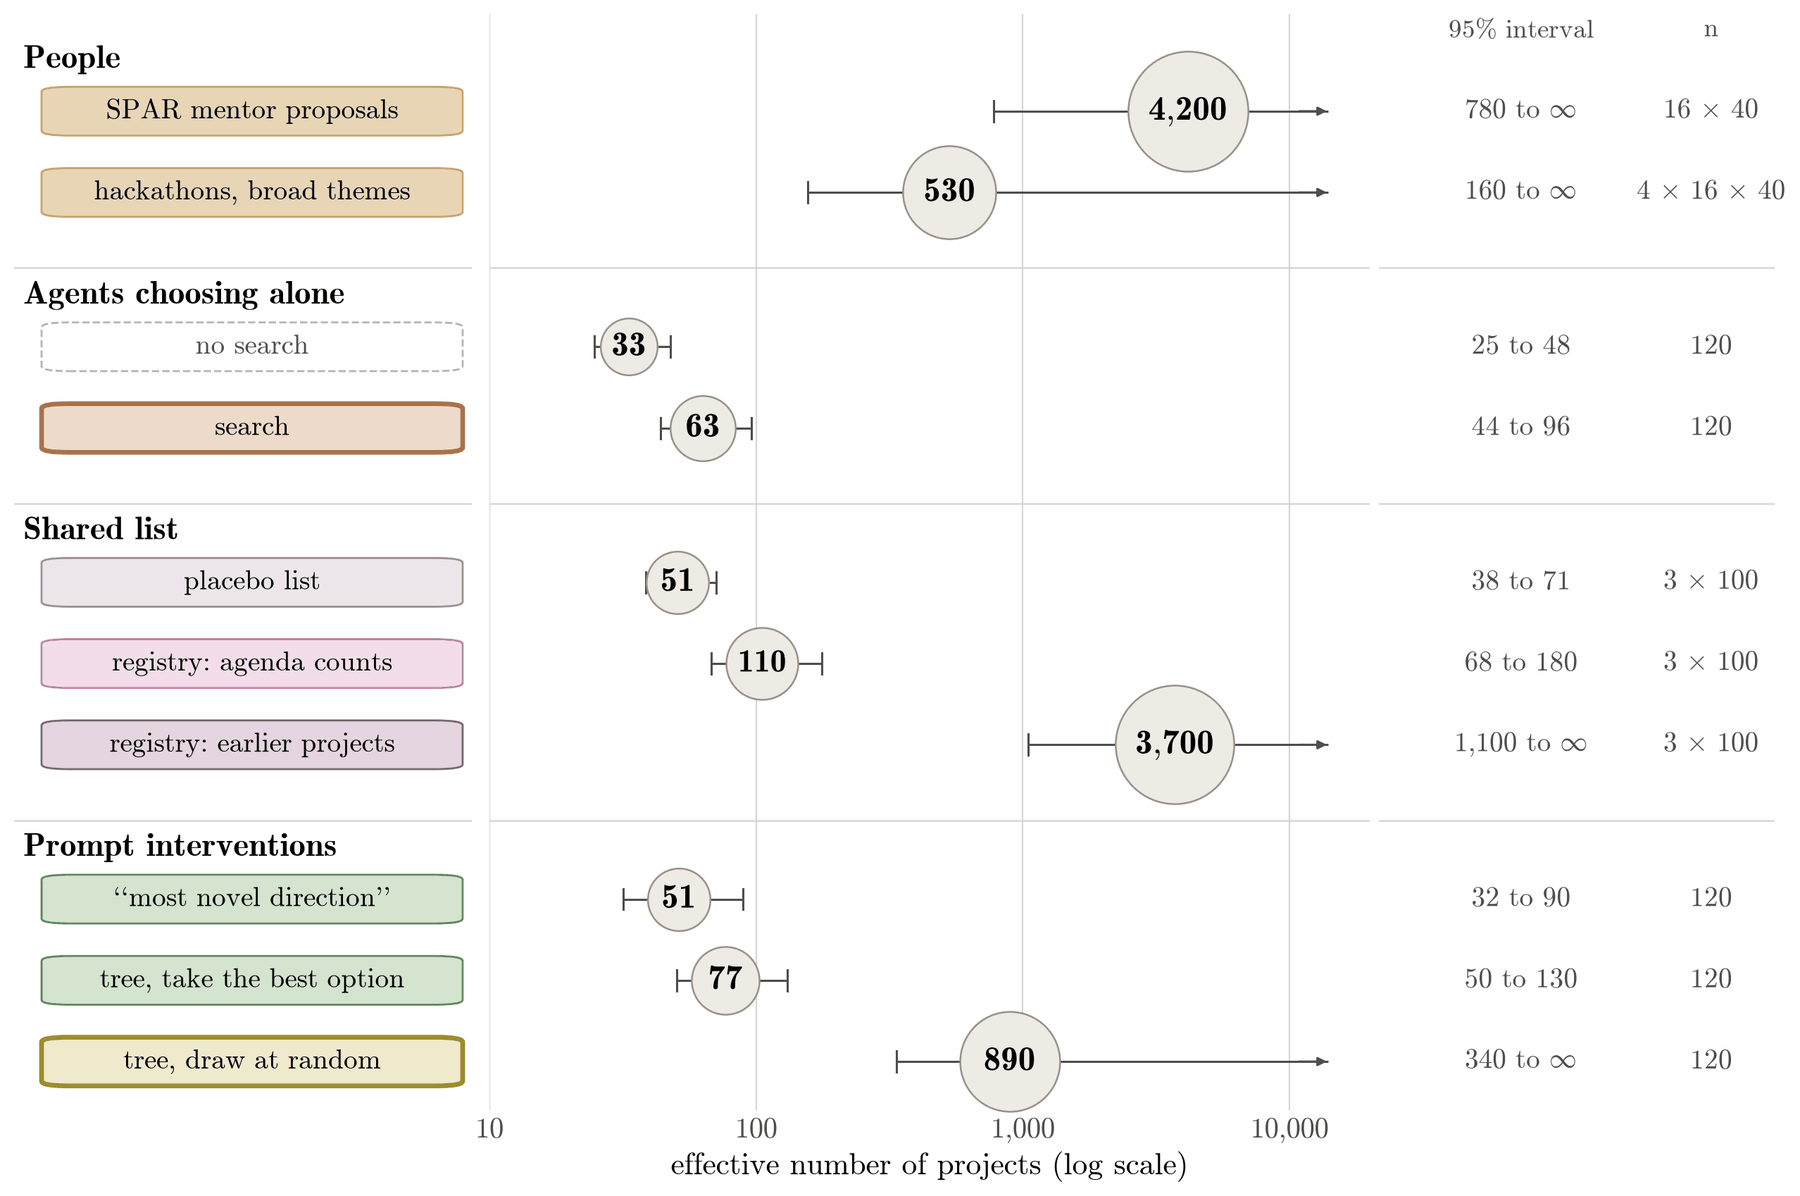 95% interval n
People
SPAR mentor proposals 4,200 780 to ∞ 16 × 40
hackathons, broad themes 530 160 to ∞ 4 × 16 × 40
Agents choosing alone
no search 33 25 to 48 120
search 63 44 to 96 120
Shared list
placebo list 51 38 to 71 3 × 100
registry: agenda counts 110 68 to 180 3 × 100
registry: earlier projects 3,700 1,100 to ∞ 3 × 100
Prompt interventions
“most novel direction” 51 32 to 90 120
tree, take the best option 77 50 to 130 120
tree, draw at random 890 340 to ∞ 120
10 100 1,000 10,000
effective number of projects (log scale)